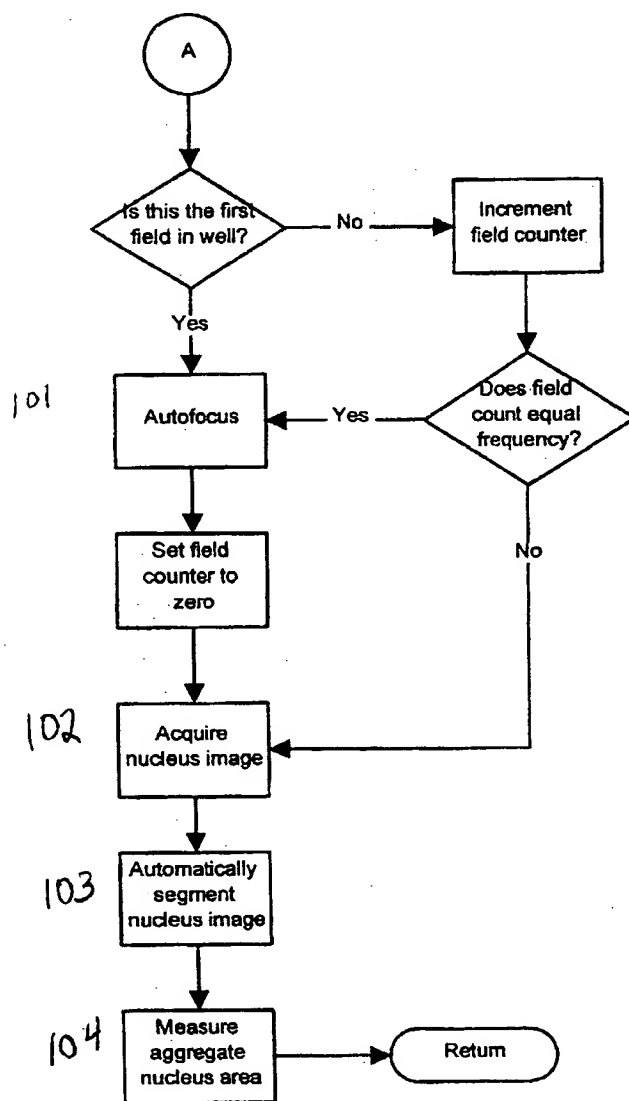 A
Is this the first
field in well?
No
Increment
field counter
Yes
101
Autofocus
Yes
Does field
count equal
frequency?
Set field
counter to
zero
No
102
Acquire
nucleus image
103
Automatically
segment
nucleus image
104
Measure
aggregate
nucleus area
Return